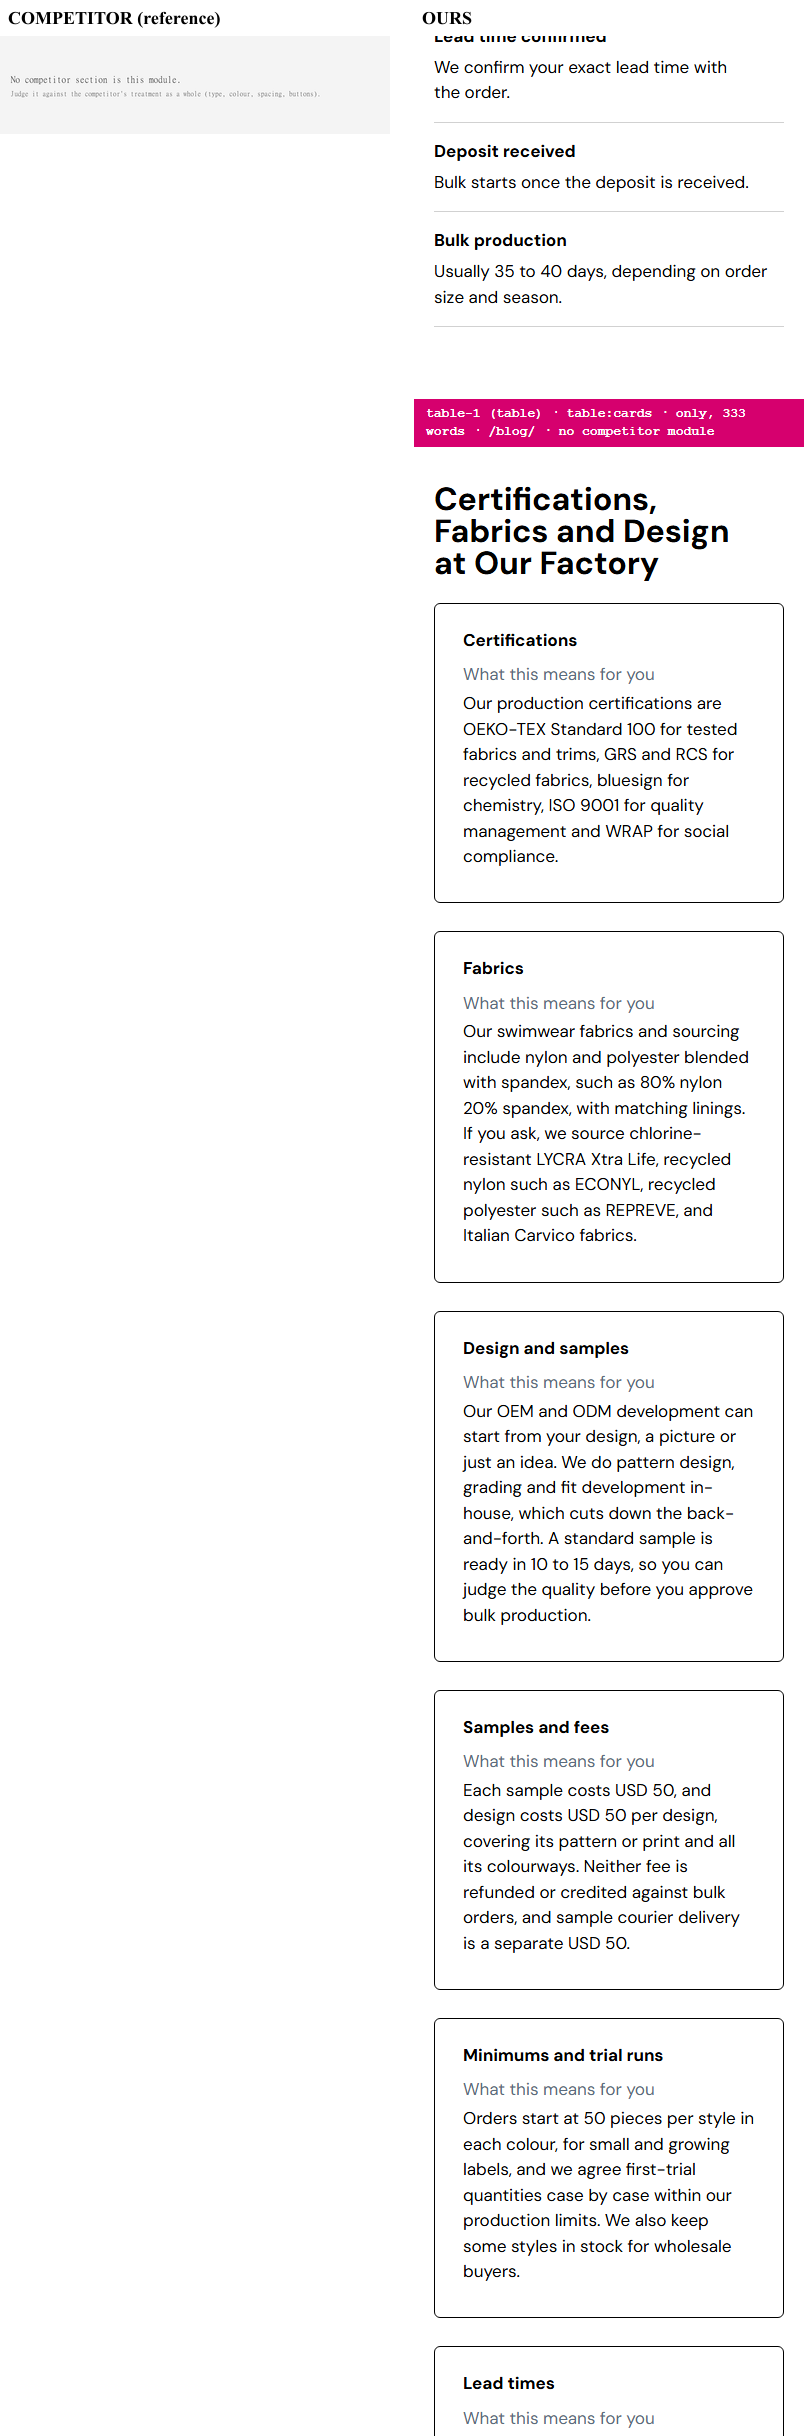 COMPETITOR (reference)
OURS
No competitor section is this module.
Judge it against the competitor's treatment as a whole (type, colour, spacing, buttons).
Lead time confirmed
We confirm your exact lead time with
the order.
Deposit received
Bulk starts once the deposit is received.
Bulk production
Usually 35 to 40 days, depending on order
size and season.
table-1 (table) · table:cards · only, 333
words · /blog/ · no competitor module
Certifications,
Fabrics and Design
at Our Factory
Certifications
What this means for you
Our production certifications are
OEKO-TEX Standard 100 for tested
fabrics and trims, GRS and RCS for
recycled fabrics, bluesign for
chemistry, ISO 9001 for quality
management and WRAP for social
compliance.
Fabrics
What this means for you
Our swimwear fabrics and sourcing
include nylon and polyester blended
with spandex, such as 80% nylon
20% spandex, with matching linings.
If you ask, we source chlorine-
resistant LYCRA Xtra Life, recycled
nylon such as ECONYL, recycled
polyester such as REPREVE, and
Italian Carvico fabrics.
Design and samples
What this means for you
Our OEM and ODM development can
start from your design, a picture or
just an idea. We do pattern design,
grading and fit development in-
house, which cuts down the back-
and-forth. A standard sample is
ready in 10 to 15 days, so you can
judge the quality before you approve
bulk production.
Samples and fees
What this means for you
Each sample costs USD 50, and
design costs USD 50 per design,
covering its pattern or print and all
its colourways. Neither fee is
refunded or credited against bulk
orders, and sample courier delivery
is a separate USD 50.
Minimums and trial runs
What this means for you
Orders start at 50 pieces per style in
each colour, for small and growing
labels, and we agree first-trial
quantities case by case within our
production limits. We also keep
some styles in stock for wholesale
buyers.
Lead times
What this means for you